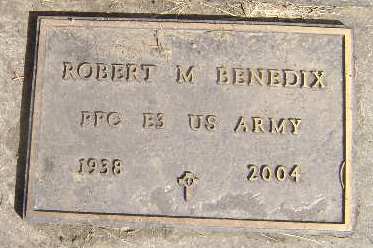 ROBERT M BENEDIX
PFC E3 US ARMY
1938 2004